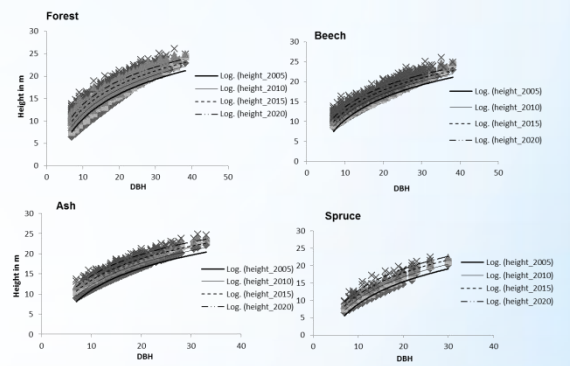 Forest
Height in m
30
25
20
15
10
5
0
0 10 20 30 40 50
DBH
Log. (height_2005)
Log. (height_2010)
Log. (height_2015)
Log. (height_2020)
Beech
30
25
20
15
10
5
0
0 10 20 30 40 50
DBH
Log. (height_2005)
Log. (height_2010)
Log. (height_2015)
Log. (height_2020)
Ash
Height in m
30
25
20
15
10
5
0
0 10 20 30 40
DBH
Log. (height_2005)
Log. (height_2010)
Log. (height_2015)
Log. (height_2020)
Spruce
30
25
20
15
10
5
0
0 10 20 30 40
DBH
Log. (height_2005)
Log. (height_2010)
Log. (height_2015)
Log. (height_2020)